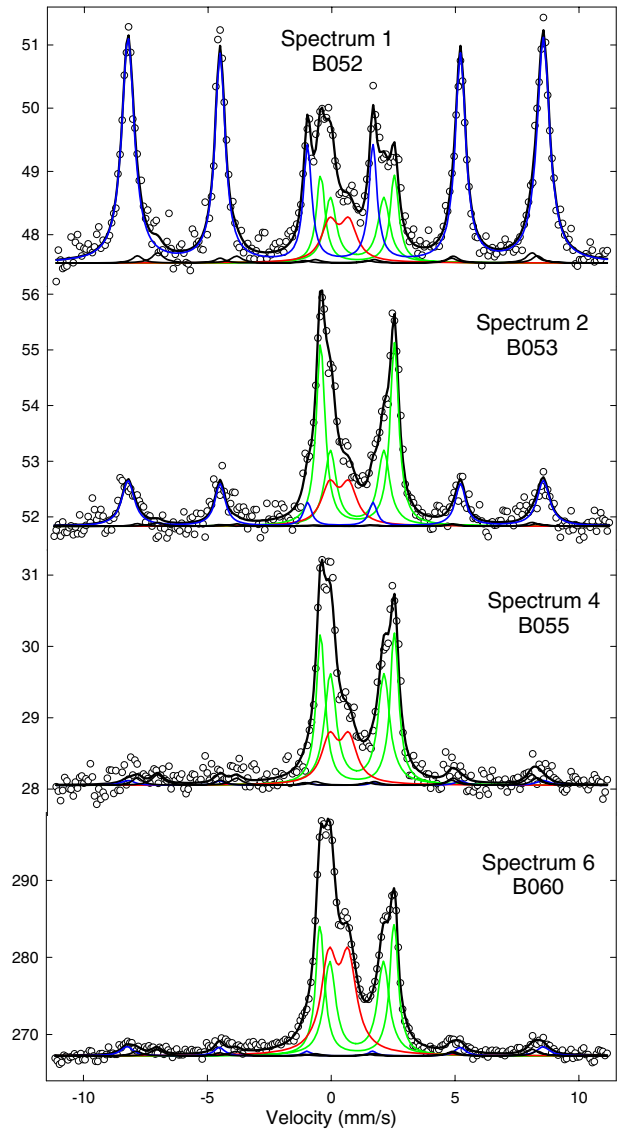 51
Spectrum 1
B052
50
49
48
56
Spectrum 2
B053
55
54
53
52
31
Spectrum 4
B055
30
29
28
290
Spectrum 6
B060
280
270
-10 -5 0 5 10
Velocity (mm/s)